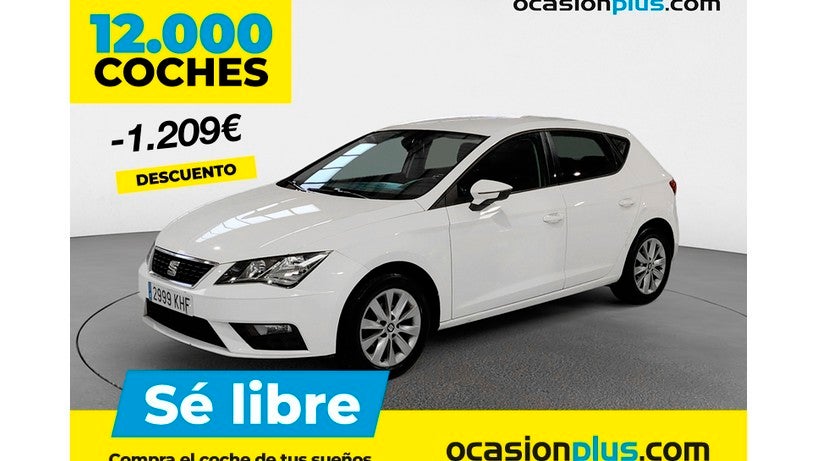 12.000
COCHES
-1.209€
DESCUENTO
ocasionplus.com
2999 KHF
Sé libre
Compra el coche de tus sueños
ocasionplus.com